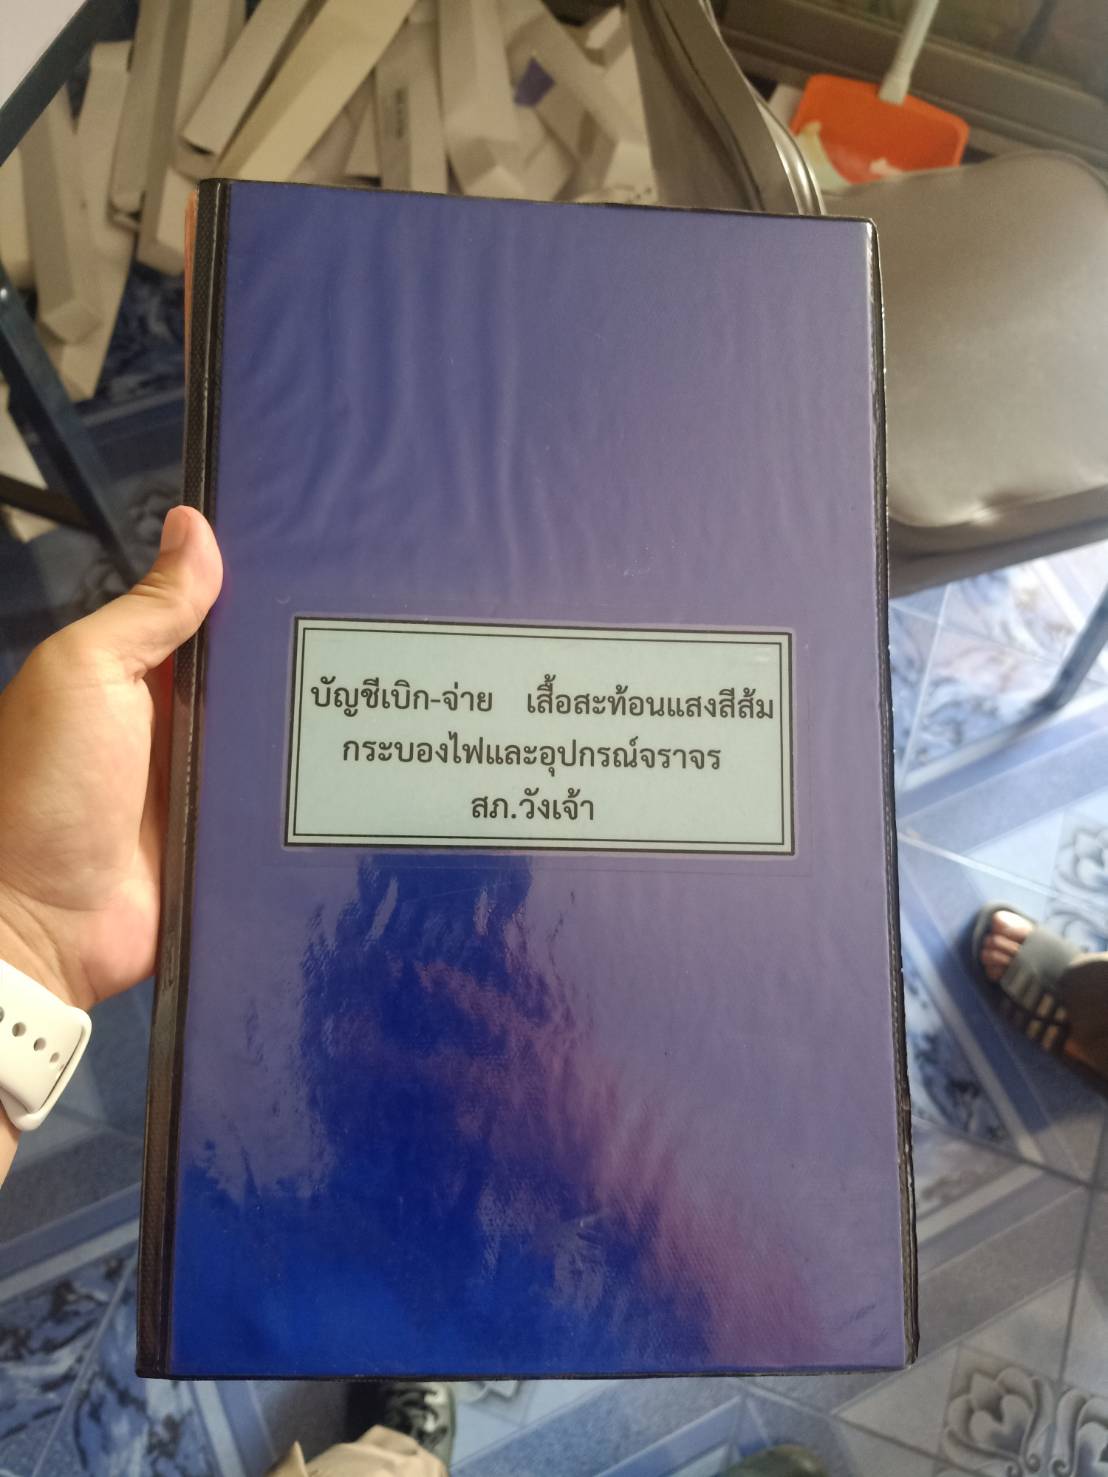 บัญชีเบิก-จ่าย เสื้อสะท้อนแสงสีส้ม
กระบองไฟและอุปกรณ์จราจร
สภ.วังเจ้า